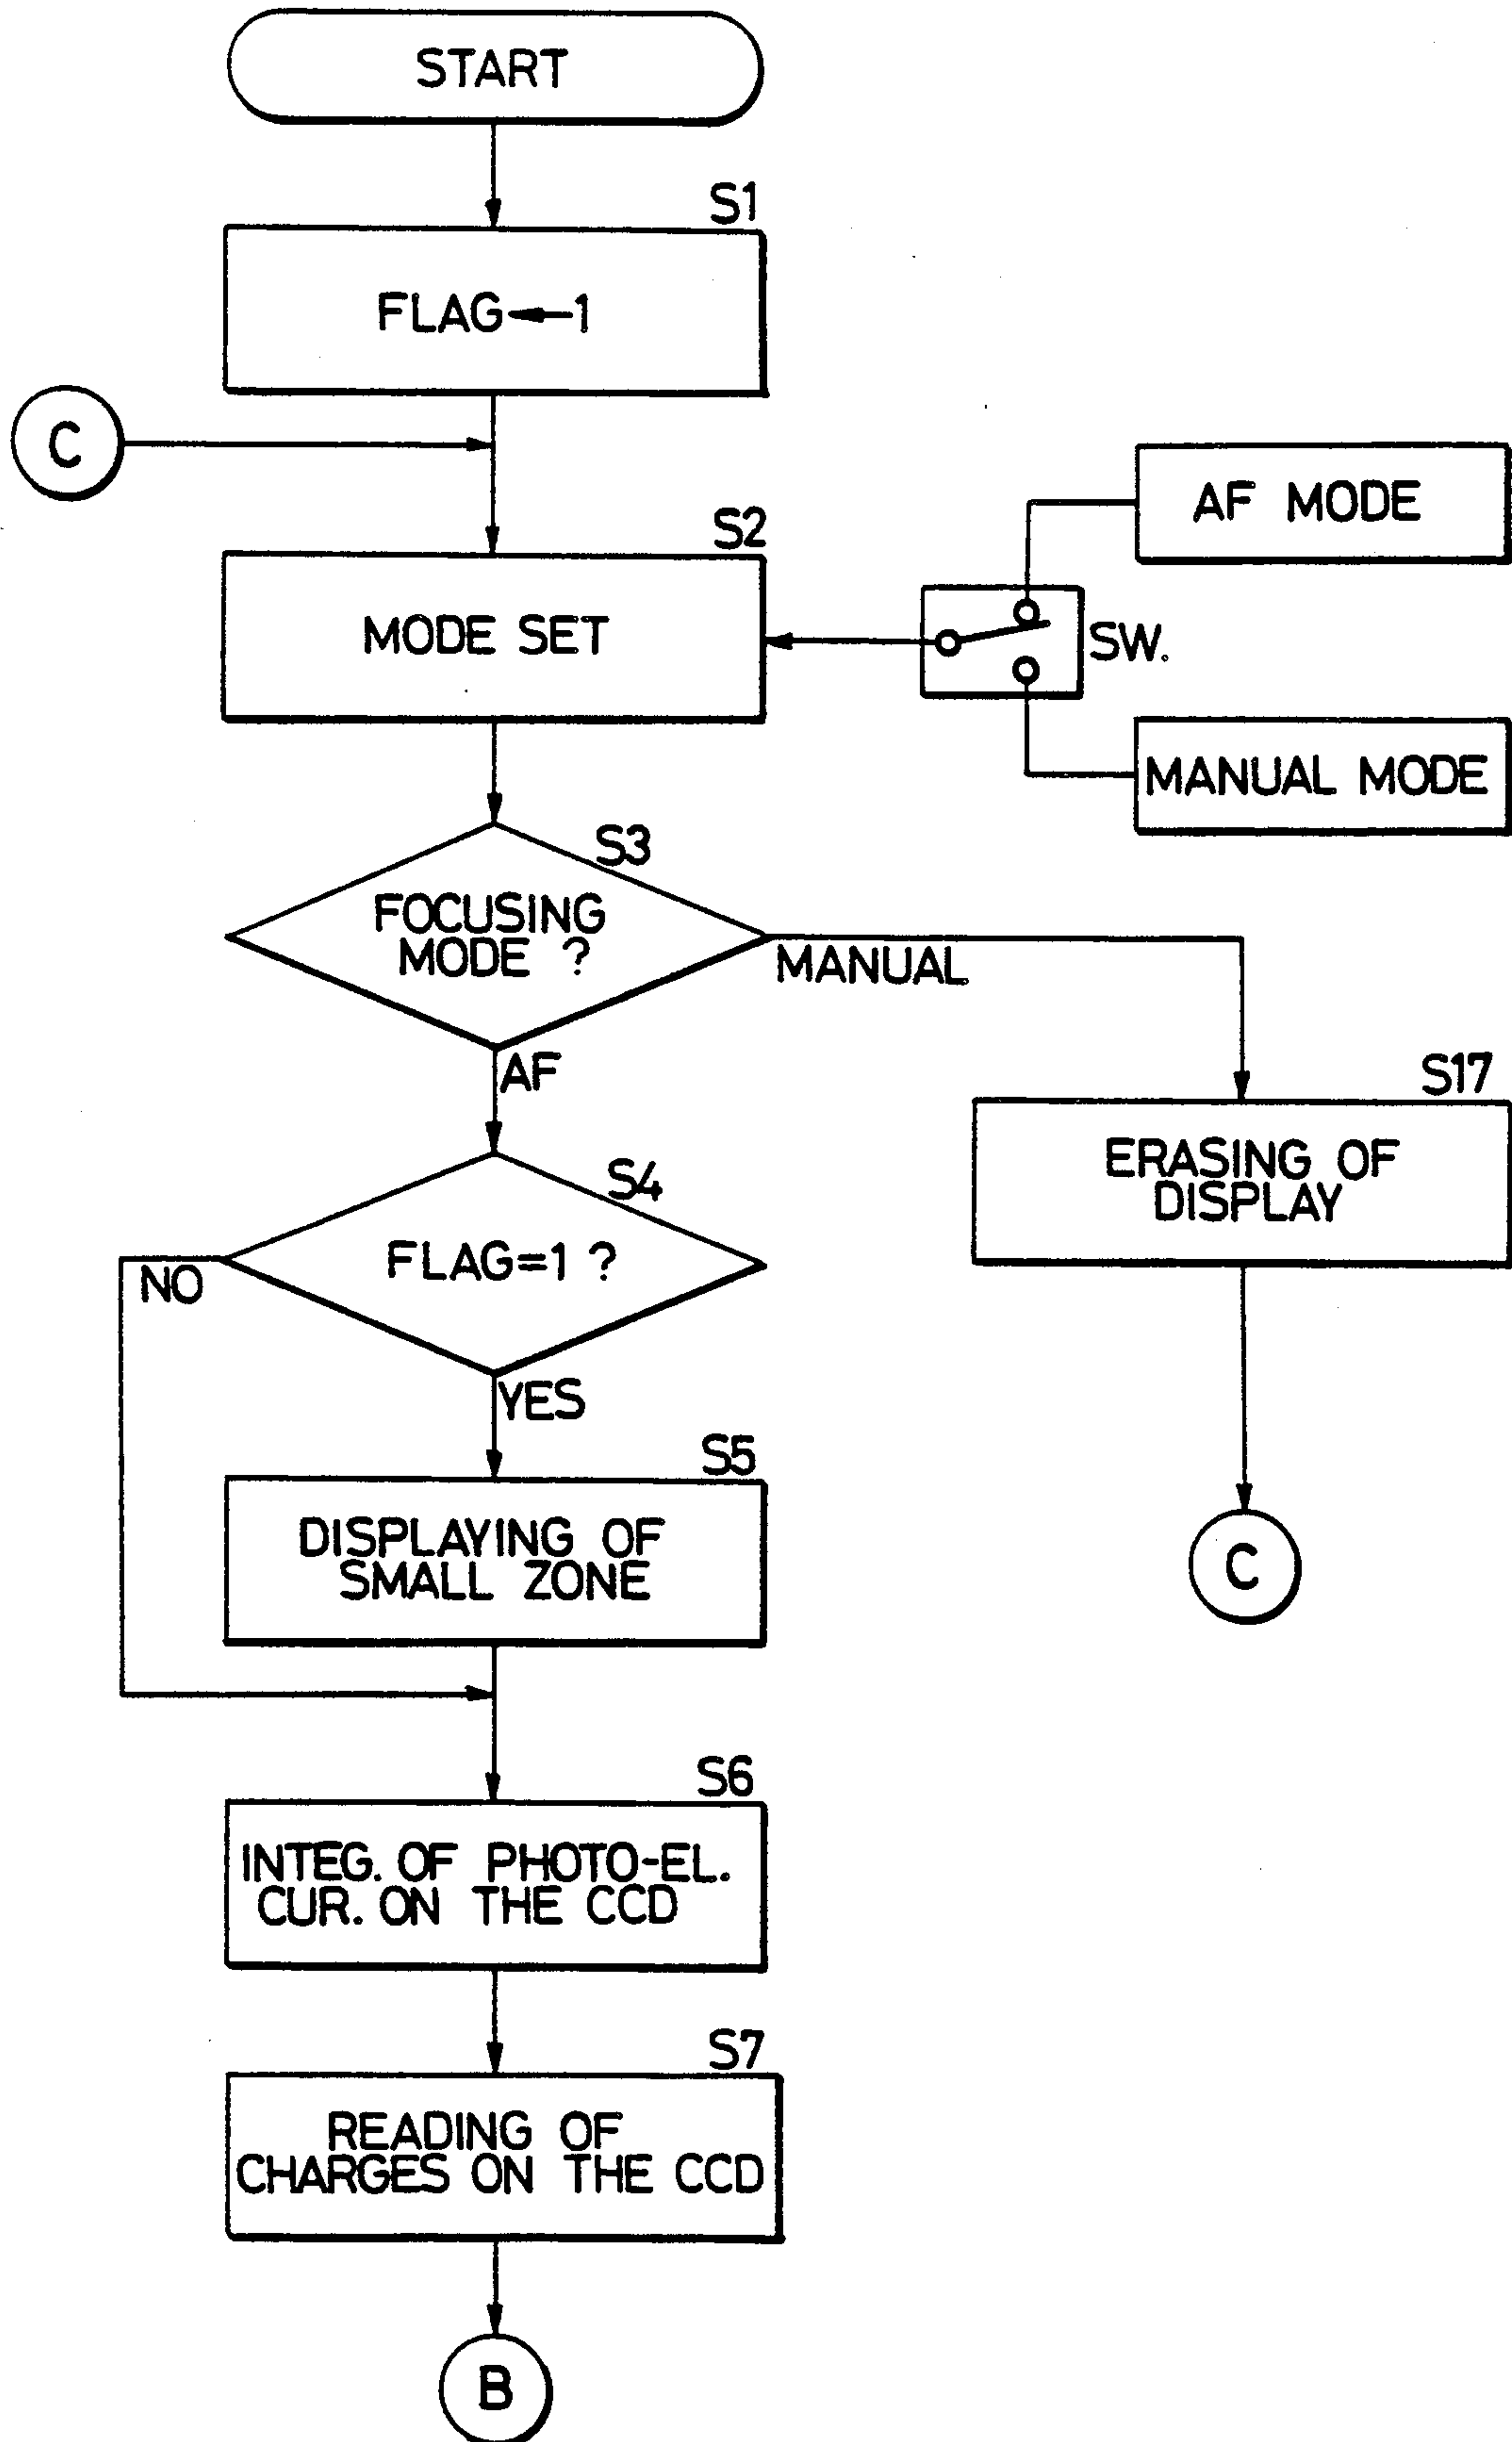 START
S1
FLAG←1
C
S2
MODE SET
AF MODE
SW.
MANUAL MODE
S3
FOCUSING
MODE ?
MANUAL
AF
S17
ERASING OF
DISPLAY
S4
FLAG=1 ?
NO
YES
S5
DISPLAYING OF
SMALL ZONE
C
S6
INTEG. OF PHOTO-EL.
CUR. ON THE CCD
S7
READING OF
CHARGES ON THE CCD
B